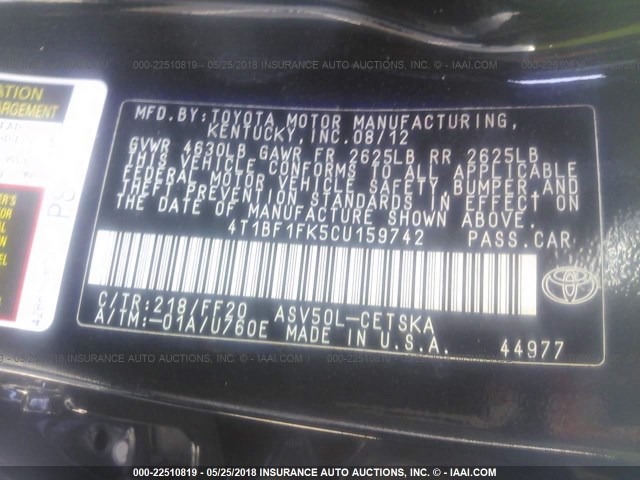 000-22510819 - 05/25/2018 INSURANCE AUTO AUCTIONS, INC. - © IAAI.COM
ATION
ARGEMENT
MFD.BY:TOYOTA MOTOR MANUFACTURING,
KENTUCKY,INC.08/12
GVWR 4630LB GAWR FR 2625LB RR 2625LB
THIS VEHICLE CONFORMS TO ALL APPLICABLE
FEDERAL MOTOR VEHICLE SAFETY,BUMPER,AND
THEFT PREVENTION STANDARDS IN EFFECT ON
THE DATE OF MANUFACTURE SHOWN ABOVE.
4T1BF1FK5CU159742 PASS.CAR
C/TR:218/FF20 ASV50L-CETSKA
A/TM:-01A/U760E MADE IN U.S.A. 44977
000-22510819 - 05/25/2018 INSURANCE AUTO AUCTIONS, INC. - © IAAI.COM